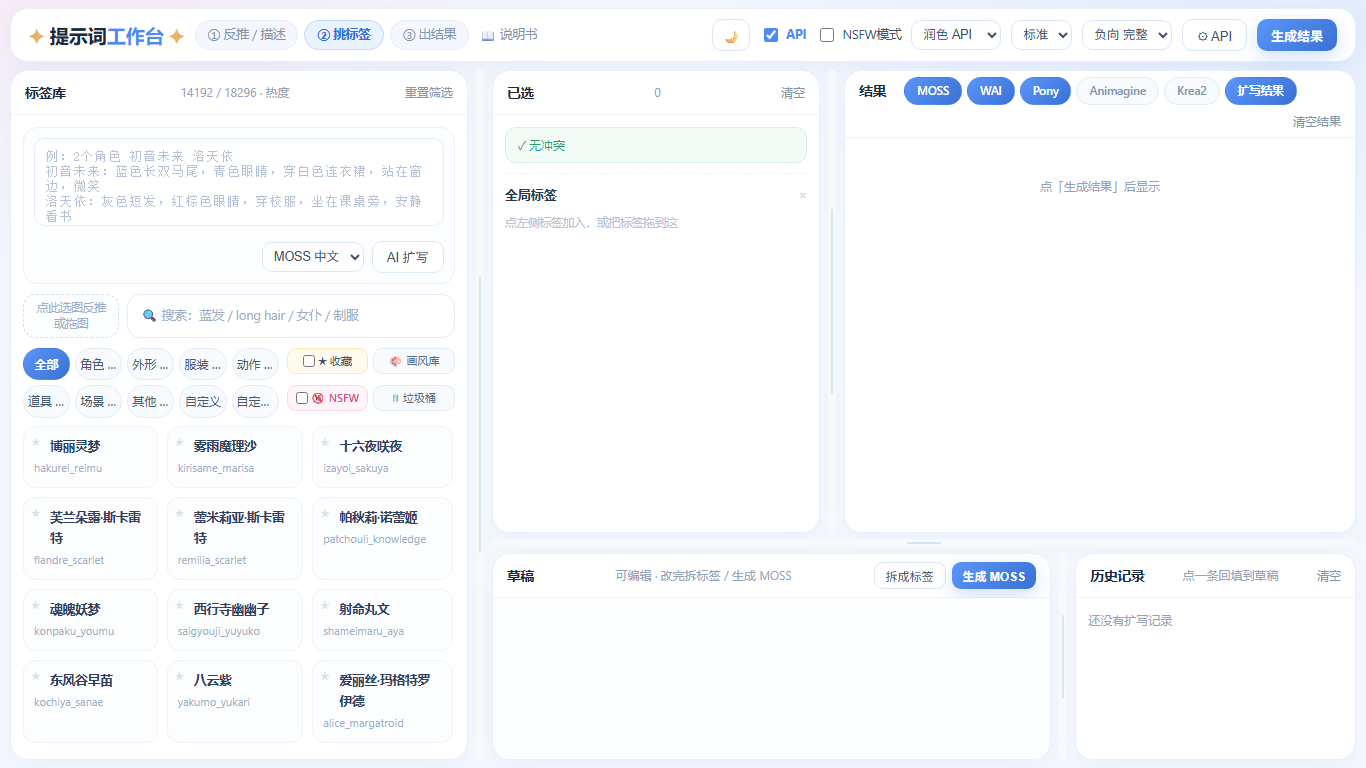 提示词工作台
① 反推 / 描述
② 挑标签
③ 出结果
说明书
API
NSFW模式
润色 API
标准
负向 完整
API
生成结果
标签库
14192 / 18296 · 热度
重置筛选
例：2个角色 初音未来 洛天依
初音未来：蓝色长双马尾，青色眼睛，穿白色连衣裙，站在窗
边，微笑
洛天依：灰色短发，红棕色眼睛，穿校服，坐在课桌旁，安静
看书
MOSS 中文
AI 扩写
点此选图反推
或拖图
搜索：蓝发 / long hair / 女仆 / 制服
全部
角色 ...
外形 ...
服装 ...
动作 ...
★ 收藏
画风库
道具 ...
场景 ...
其他 ...
自定义
自定...
🔞 NSFW
垃圾桶
博丽灵梦
hakurei_reimu
雾雨魔理沙
kirisame_marisa
十六夜咲夜
izayoi_sakuya
芙兰朵露·斯卡雷
特
flandre_scarlet
蕾米莉亚·斯卡雷
特
remilia_scarlet
帕秋莉·诺蕾姬
patchouli_knowledge
魂魄妖梦
konpaku_youmu
西行寺幽幽子
saigyouji_yuyuko
射命丸文
shameimaru_aya
东风谷早苗
kochiya_sanae
八云紫
yakumo_yukari
爱丽丝·玛格特罗
伊德
alice_margatroid
已选
0
清空
✓ 无冲突
全局标签
×
点左侧标签加入，或把标签拖到这
结果
MOSS
WAI
Pony
Animagine
Krea2
扩写结果
清空结果
点「生成结果」后显示
草稿
可编辑 · 改完拆标签 / 生成 MOSS
拆成标签
生成 MOSS
历史记录
点一条回填到草稿
清空
还没有扩写记录